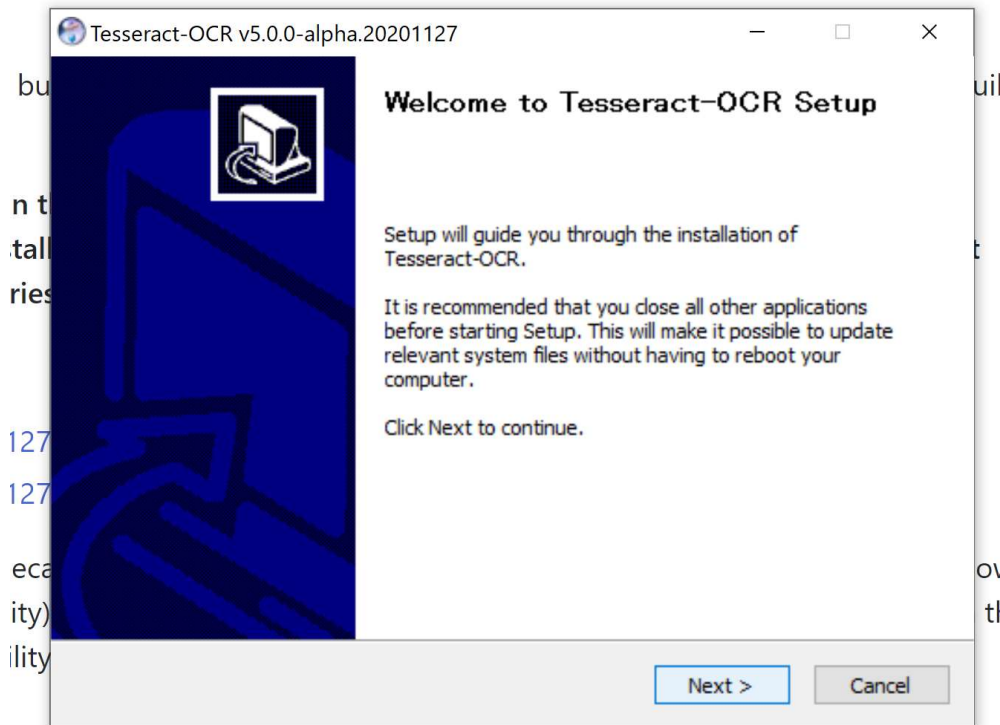 Tesseract-OCR v5.0.0-alpha.20201127
Welcome to Tesseract-OCR Setup
Setup will guide you through the installation of
Tesseract-OCR.
It is recommended that you close all other applications
before starting Setup. This will make it possible to update
relevant system files without having to reboot your
computer.
Click Next to continue.
127
127
Next >
Cancel